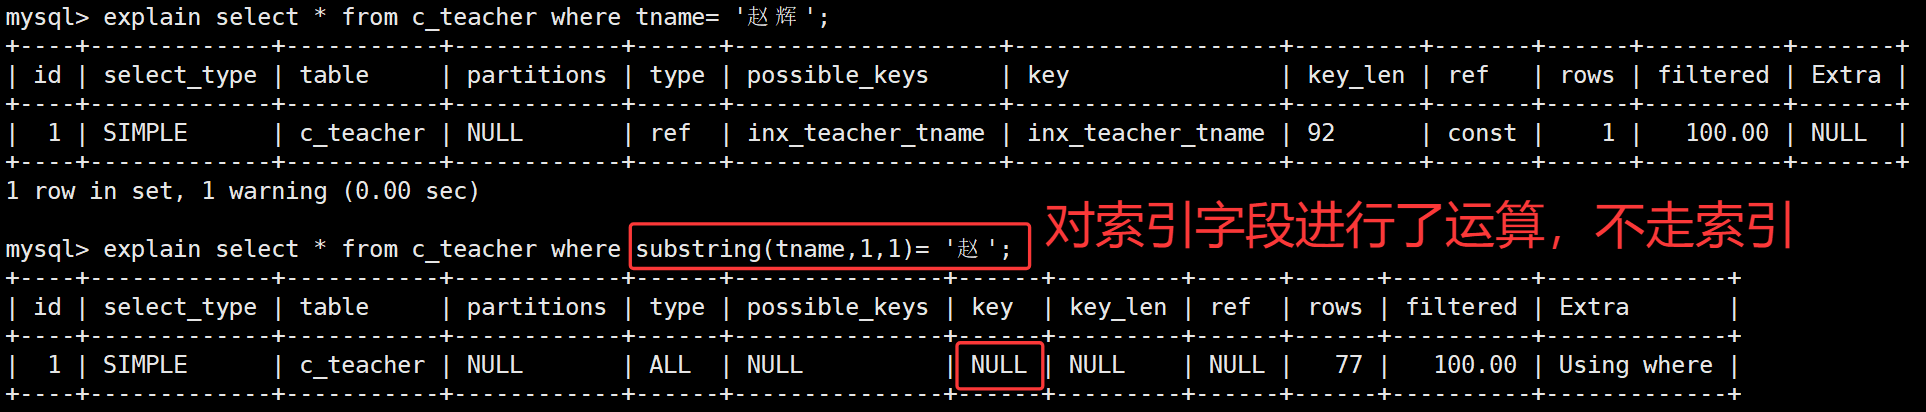 mysql> explain select * from c_teacher where tname= '赵辉';
+----+-------------+-----------+------------+------+-------------------+-------------------+---------+-------+------+----------+-------+
| id | select_type | table     | partitions | type | possible_keys     | key               | key_len | ref   | rows | filtered | Extra |
+----+-------------+-----------+------------+------+-------------------+-------------------+---------+-------+------+----------+-------+
|  1 | SIMPLE      | c_teacher | NULL       | ref  | inx_teacher_tname | inx_teacher_tname | 92      | const |    1 |   100.00 | NULL  |
+----+-------------+-----------+------------+------+-------------------+-------------------+---------+-------+------+----------+-------+
1 row in set, 1 warning (0.00 sec)
对索引字段进行了运算，不走索引
mysql> explain select * from c_teacher where substring(tname,1,1)= '赵';
+----+-------------+-----------+------------+------+---------------+------+---------+------+------+----------+-------------+
| id | select_type | table     | partitions | type | possible_keys | key  | key_len | ref  | rows | filtered | Extra       |
+----+-------------+-----------+------------+------+---------------+------+---------+------+------+----------+-------------+
|  1 | SIMPLE      | c_teacher | NULL       | ALL  | NULL          | NULL | NULL    | NULL |   77 |   100.00 | Using where |
+----+-------------+-----------+------------+------+---------------+------+---------+------+------+----------+-------------+